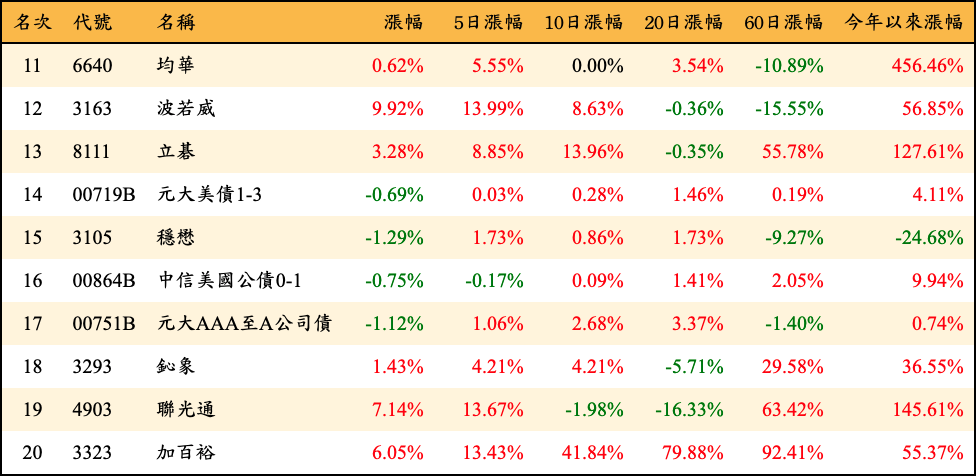 名次 代號 名稱 漲幅 5日漲幅 10日漲幅 20日漲幅 60日漲幅 今年以來漲幅
11 6640 均華 0.62% 5.55% 0.00% 3.54% -10.89% 456.46%
12 3163 波若威 9.92% 13.99% 8.63% -0.36% -15.55% 56.85%
13 8111 立碁 3.28% 8.85% 13.96% -0.35% 55.78% 127.61%
14 00719B 元大美債1-3 -0.69% 0.03% 0.28% 1.46% 0.19% 4.11%
15 3105 穩懋 -1.29% 1.73% 0.86% 1.73% -9.27% -24.68%
16 00864B 中信美國公債0-1 -0.75% -0.17% 0.09% 1.41% 2.05% 9.94%
17 00751B 元大AAA至A公司債 -1.12% 1.06% 2.68% 3.37% -1.40% 0.74%
18 3293 鈊象 1.43% 4.21% 4.21% -5.71% 29.58% 36.55%
19 4903 聯光通 7.14% 13.67% -1.98% -16.33% 63.42% 145.61%
20 3323 加百裕 6.05% 13.43% 41.84% 79.88% 92.41% 55.37%